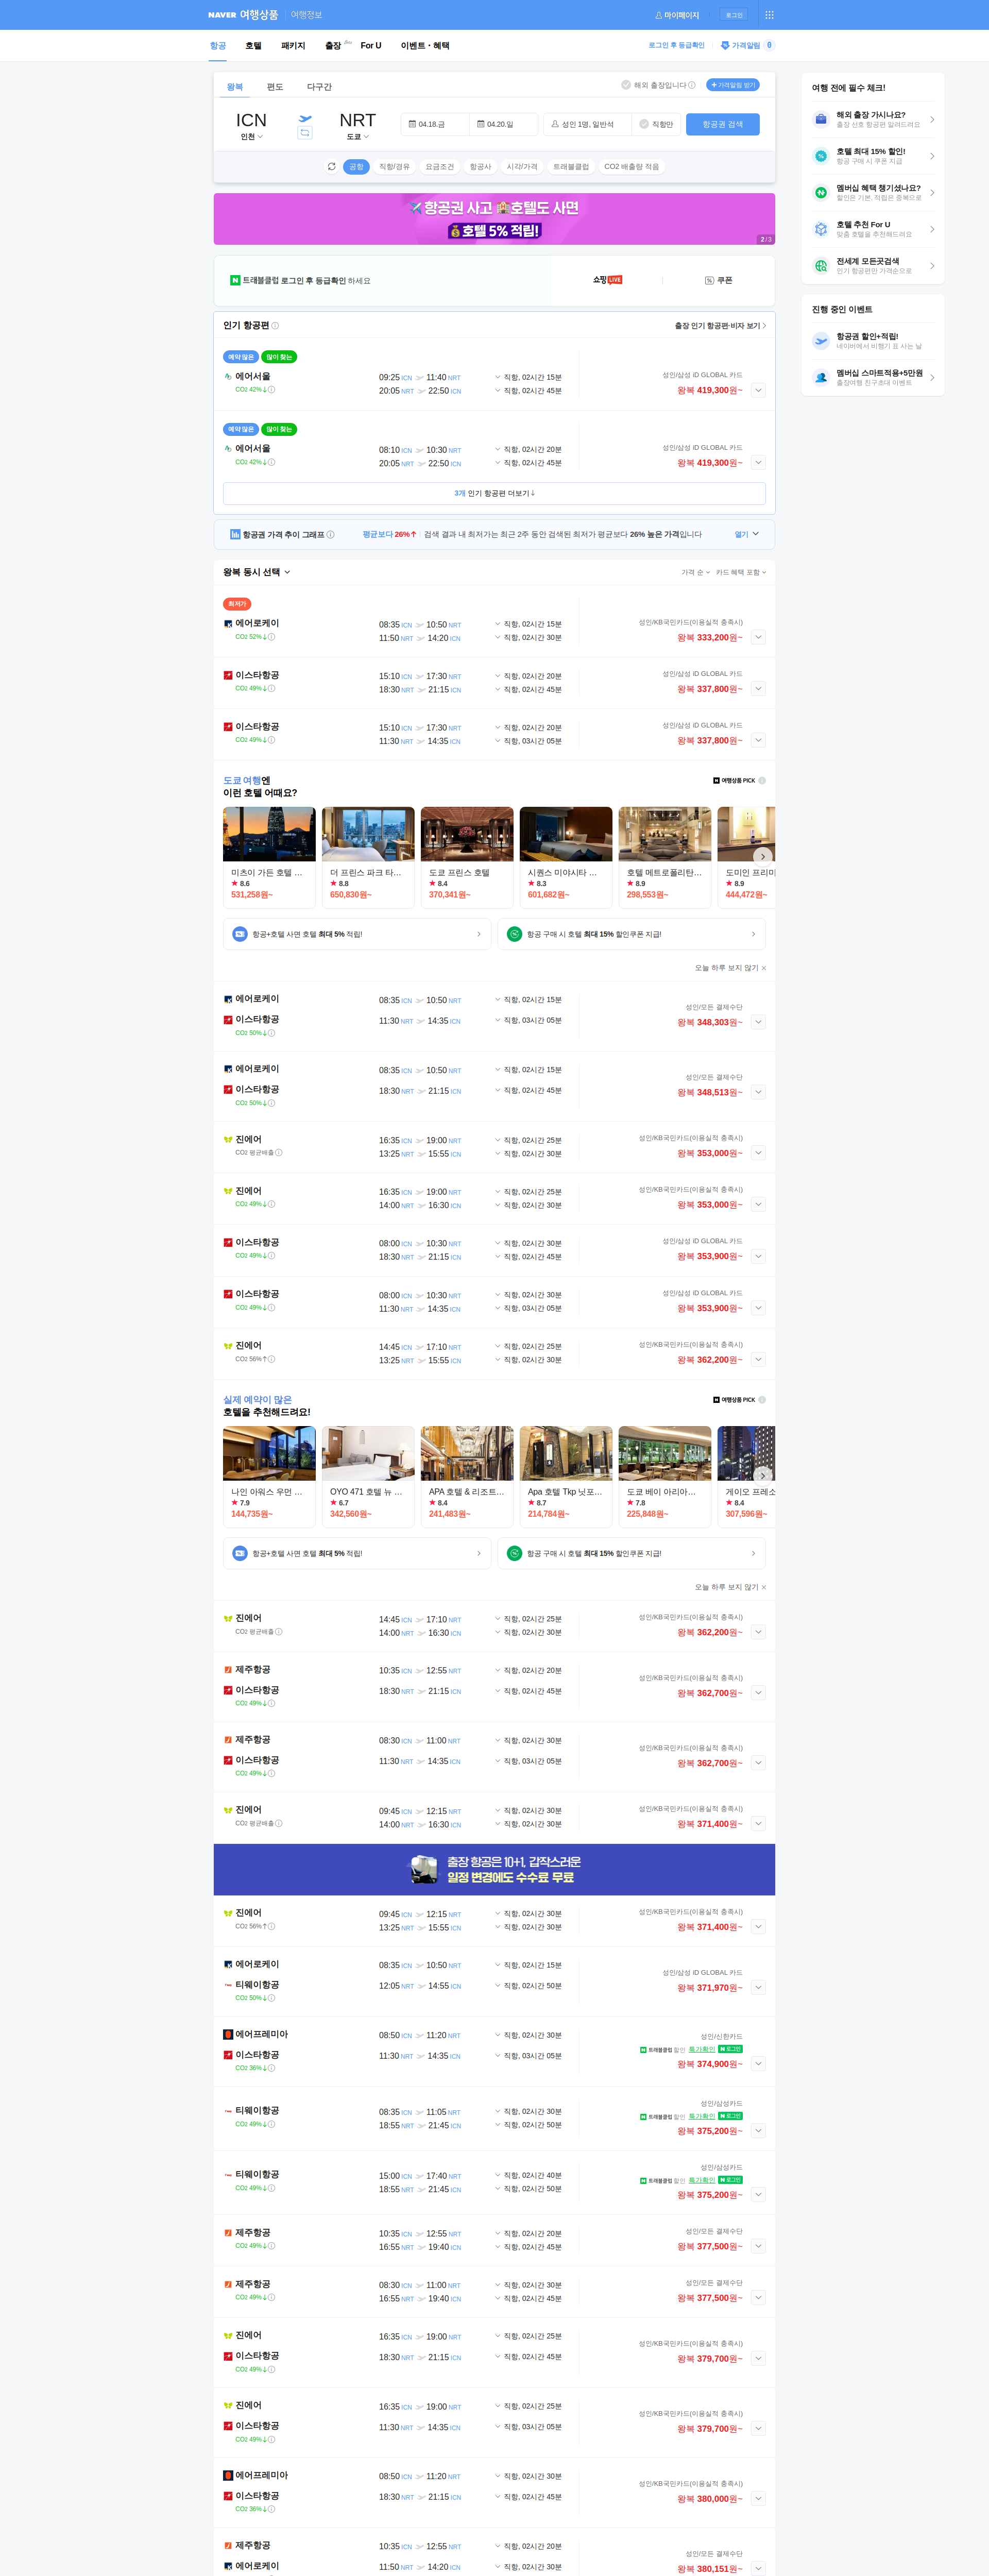 NAVER 여행상품 여행정보
마이페이지 로그인
항공 호텔 패키지 출장 For U 이벤트・혜택 로그인 후 등급확인 가격알림 0
왕복 편도 다구간 해외 출장입니다 가격알림 받기
ICN NRT
인천 도쿄
04.18.금 04.20.일 성인 1명, 일반석 직항만 항공권 검색
공항 직항/경유 요금조건 항공사 시각/가격 트래블클럽 CO2 배출량 적음
항공권 사고 호텔도 사면
호텔 5% 적립!
2/3
트래블클럽 로그인 후 등급확인 하세요 쇼핑LIVE 쿠폰
인기 항공편 출장 인기 항공편·비자 보기
예약 많은 많이 찾는
에어서울
CO2 42%↓
09:25 ICN 11:40 NRT 직항, 02시간 15분
20:05 NRT 22:50 ICN 직항, 02시간 45분
성인/삼성 iD GLOBAL 카드
왕복 419,300원~
예약 많은 많이 찾는
에어서울
CO2 42%↓
08:10 ICN 10:30 NRT 직항, 02시간 20분
20:05 NRT 22:50 ICN 직항, 02시간 45분
성인/삼성 iD GLOBAL 카드
왕복 419,300원~
3개 인기 항공편 더보기↓
항공권 가격 추이 그래프 평균보다 26%↑ 검색 결과 내 최저가는 최근 2주 동안 검색된 최저가 평균보다 26% 높은 가격입니다 열기
왕복 동시 선택 가격 순 카드 혜택 포함
최저가
에어로케이
CO2 52%↓
08:35 ICN 10:50 NRT 직항, 02시간 15분
11:50 NRT 14:20 ICN 직항, 02시간 30분
성인/KB국민카드(이용실적 충족시)
왕복 333,200원~
이스타항공
CO2 49%↓
15:10 ICN 17:30 NRT 직항, 02시간 20분
18:30 NRT 21:15 ICN 직항, 02시간 45분
성인/삼성 iD GLOBAL 카드
왕복 337,800원~
이스타항공
CO2 49%↓
15:10 ICN 17:30 NRT 직항, 02시간 20분
11:30 NRT 14:35 ICN 직항, 03시간 05분
성인/삼성 iD GLOBAL 카드
왕복 337,800원~
도쿄 여행엔
이런 호텔 어때요?
여행상품 PICK
미츠이 가든 호텔 …
8.6
531,258원~
더 프린스 파크 타…
8.8
650,830원~
도쿄 프린스 호텔
8.4
370,341원~
시퀀스 미야시타 …
8.3
601,682원~
호텔 메트로폴리탄…
8.9
298,553원~
도미인 프리미
8.9
444,472원~
항공+호텔 사면 호텔 최대 5% 적립!
항공 구매 시 호텔 최대 15% 할인쿠폰 지급!
오늘 하루 보지 않기
에어로케이
이스타항공
CO2 50%↓
08:35 ICN 10:50 NRT 직항, 02시간 15분
11:30 NRT 14:35 ICN 직항, 03시간 05분
성인/모든 결제수단
왕복 348,303원~
에어로케이
이스타항공
CO2 50%↓
08:35 ICN 10:50 NRT 직항, 02시간 15분
18:30 NRT 21:15 ICN 직항, 02시간 45분
성인/모든 결제수단
왕복 348,513원~
진에어
CO2 평균배출
16:35 ICN 19:00 NRT 직항, 02시간 25분
13:25 NRT 15:55 ICN 직항, 02시간 30분
성인/KB국민카드(이용실적 충족시)
왕복 353,000원~
진에어
CO2 49%↓
16:35 ICN 19:00 NRT 직항, 02시간 25분
14:00 NRT 16:30 ICN 직항, 02시간 30분
성인/KB국민카드(이용실적 충족시)
왕복 353,000원~
이스타항공
CO2 49%↓
08:00 ICN 10:30 NRT 직항, 02시간 30분
18:30 NRT 21:15 ICN 직항, 02시간 45분
성인/삼성 iD GLOBAL 카드
왕복 353,900원~
이스타항공
CO2 49%↓
08:00 ICN 10:30 NRT 직항, 02시간 30분
11:30 NRT 14:35 ICN 직항, 03시간 05분
성인/삼성 iD GLOBAL 카드
왕복 353,900원~
진에어
CO2 56%↑
14:45 ICN 17:10 NRT 직항, 02시간 25분
13:25 NRT 15:55 ICN 직항, 02시간 30분
성인/KB국민카드(이용실적 충족시)
왕복 362,200원~
실제 예약이 많은
호텔을 추천해드려요!
여행상품 PICK
나인 아워스 우먼 …
7.9
144,735원~
OYO 471 호텔 뉴 …
6.7
342,560원~
APA 호텔 & 리조트…
8.4
241,483원~
Apa 호텔 Tkp 닛포…
8.7
214,784원~
도쿄 베이 아리아…
7.8
225,848원~
게이오 프레소
8.4
307,596원~
항공+호텔 사면 호텔 최대 5% 적립!
항공 구매 시 호텔 최대 15% 할인쿠폰 지급!
오늘 하루 보지 않기
진에어
CO2 평균배출
14:45 ICN 17:10 NRT 직항, 02시간 25분
14:00 NRT 16:30 ICN 직항, 02시간 30분
성인/KB국민카드(이용실적 충족시)
왕복 362,200원~
제주항공
이스타항공
CO2 49%↓
10:35 ICN 12:55 NRT 직항, 02시간 20분
18:30 NRT 21:15 ICN 직항, 02시간 45분
성인/KB국민카드(이용실적 충족시)
왕복 362,700원~
제주항공
이스타항공
CO2 49%↓
08:30 ICN 11:00 NRT 직항, 02시간 30분
11:30 NRT 14:35 ICN 직항, 03시간 05분
성인/KB국민카드(이용실적 충족시)
왕복 362,700원~
진에어
CO2 평균배출
09:45 ICN 12:15 NRT 직항, 02시간 30분
14:00 NRT 16:30 ICN 직항, 02시간 30분
성인/KB국민카드(이용실적 충족시)
왕복 371,400원~
출장 항공은 10+1, 갑작스러운
일정 변경에도 수수료 무료
진에어
CO2 56%↑
09:45 ICN 12:15 NRT 직항, 02시간 30분
13:25 NRT 15:55 ICN 직항, 02시간 30분
성인/KB국민카드(이용실적 충족시)
왕복 371,400원~
에어로케이
티웨이항공
CO2 50%↓
08:35 ICN 10:50 NRT 직항, 02시간 15분
12:05 NRT 14:55 ICN 직항, 02시간 50분
성인/삼성 iD GLOBAL 카드
왕복 371,970원~
에어프레미아
이스타항공
CO2 36%↓
08:50 ICN 11:20 NRT 직항, 02시간 30분
11:30 NRT 14:35 ICN 직항, 03시간 05분
성인/신한카드
트래블클럽 할인 특가확인 로그인
왕복 374,900원~
티웨이항공
CO2 49%↓
08:35 ICN 11:05 NRT 직항, 02시간 30분
18:55 NRT 21:45 ICN 직항, 02시간 50분
성인/삼성카드
트래블클럽 할인 특가확인 로그인
왕복 375,200원~
티웨이항공
CO2 49%↓
15:00 ICN 17:40 NRT 직항, 02시간 40분
18:55 NRT 21:45 ICN 직항, 02시간 50분
성인/삼성카드
트래블클럽 할인 특가확인 로그인
왕복 375,200원~
제주항공
CO2 49%↓
10:35 ICN 12:55 NRT 직항, 02시간 20분
16:55 NRT 19:40 ICN 직항, 02시간 45분
성인/모든 결제수단
왕복 377,500원~
제주항공
CO2 49%↓
08:30 ICN 11:00 NRT 직항, 02시간 30분
16:55 NRT 19:40 ICN 직항, 02시간 45분
성인/모든 결제수단
왕복 377,500원~
진에어
이스타항공
CO2 49%↓
16:35 ICN 19:00 NRT 직항, 02시간 25분
18:30 NRT 21:15 ICN 직항, 02시간 45분
성인/KB국민카드(이용실적 충족시)
왕복 379,700원~
진에어
이스타항공
CO2 49%↓
16:35 ICN 19:00 NRT 직항, 02시간 25분
11:30 NRT 14:35 ICN 직항, 03시간 05분
성인/KB국민카드(이용실적 충족시)
왕복 379,700원~
에어프레미아
이스타항공
CO2 36%↓
08:50 ICN 11:20 NRT 직항, 02시간 30분
18:30 NRT 21:15 ICN 직항, 02시간 45분
성인/KB국민카드(이용실적 충족시)
왕복 380,000원~
제주항공
에어로케이
10:35 ICN 12:55 NRT 직항, 02시간 20분
11:50 NRT 14:20 ICN 직항, 02시간 30분
성인/모든 결제수단
왕복 380,151원~
여행 전에 필수 체크!
해외 출장 가시나요?
출장 선호 항공편 알려드려요
호텔 최대 15% 할인!
항공 구매 시 쿠폰 지급
멤버십 혜택 챙기셨나요?
할인은 기본, 적립은 중복으로
호텔 추천 For U
맞춤 호텔을 추천해드려요
전세계 모든곳검색
인기 항공편만 가격순으로
진행 중인 이벤트
항공권 할인+적립!
네이버에서 비행기 표 사는 날
멤버십 스마트적용+5만원
출장여행 친구초대 이벤트